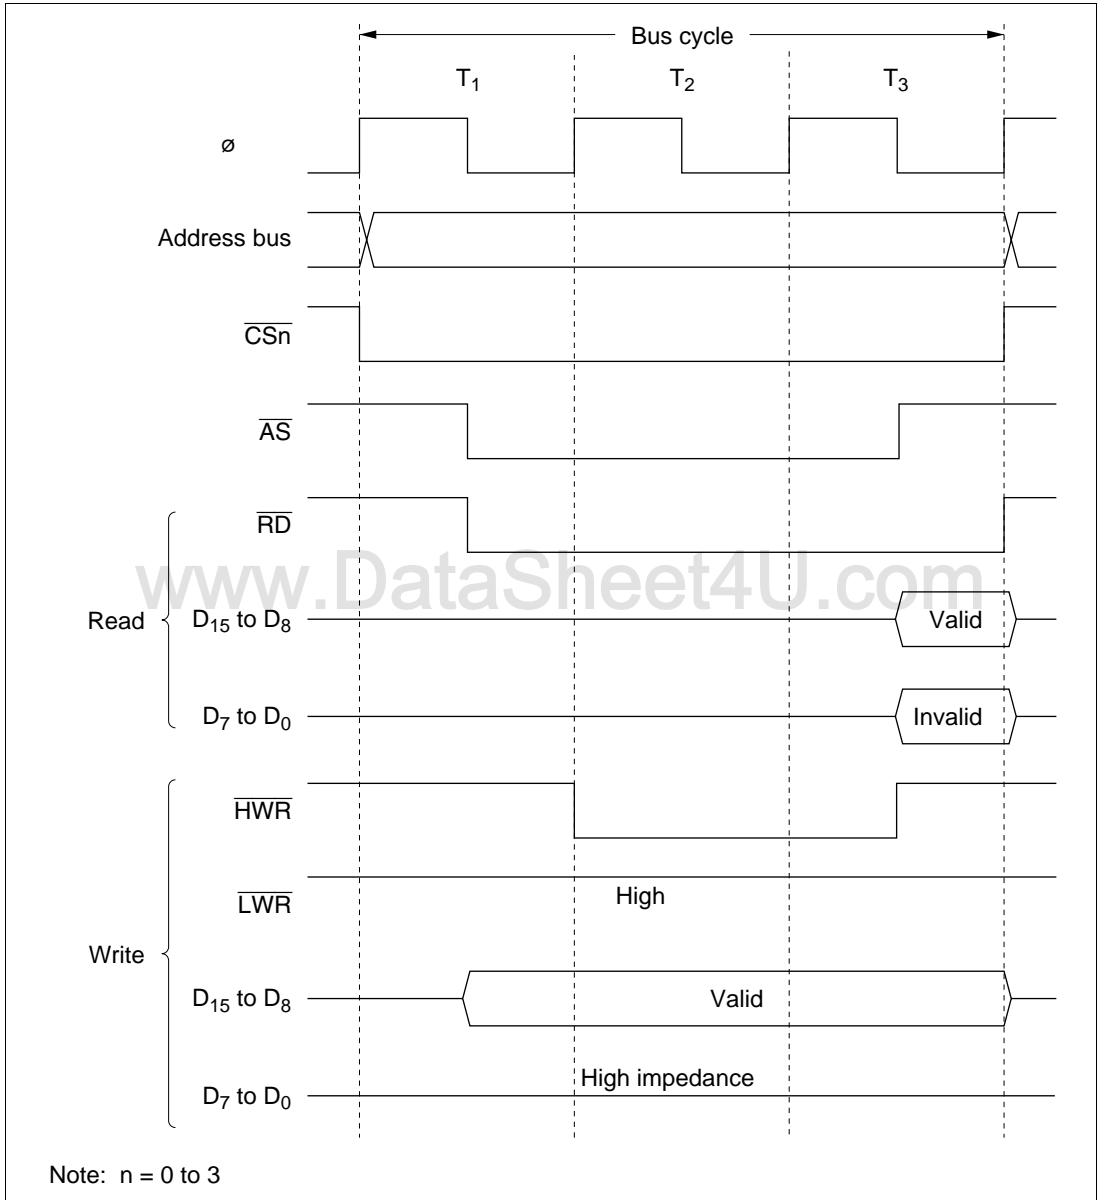 Bus cycle
T1 T2 T3
ø
Address bus
CSn
AS
RD
www.DataSheet4U.com
Read D15 to D8 Valid
D7 to D0 Invalid
HWR
LWR High
Write
D15 to D8 Valid
D7 to D0 High impedance
Note: n = 0 to 3